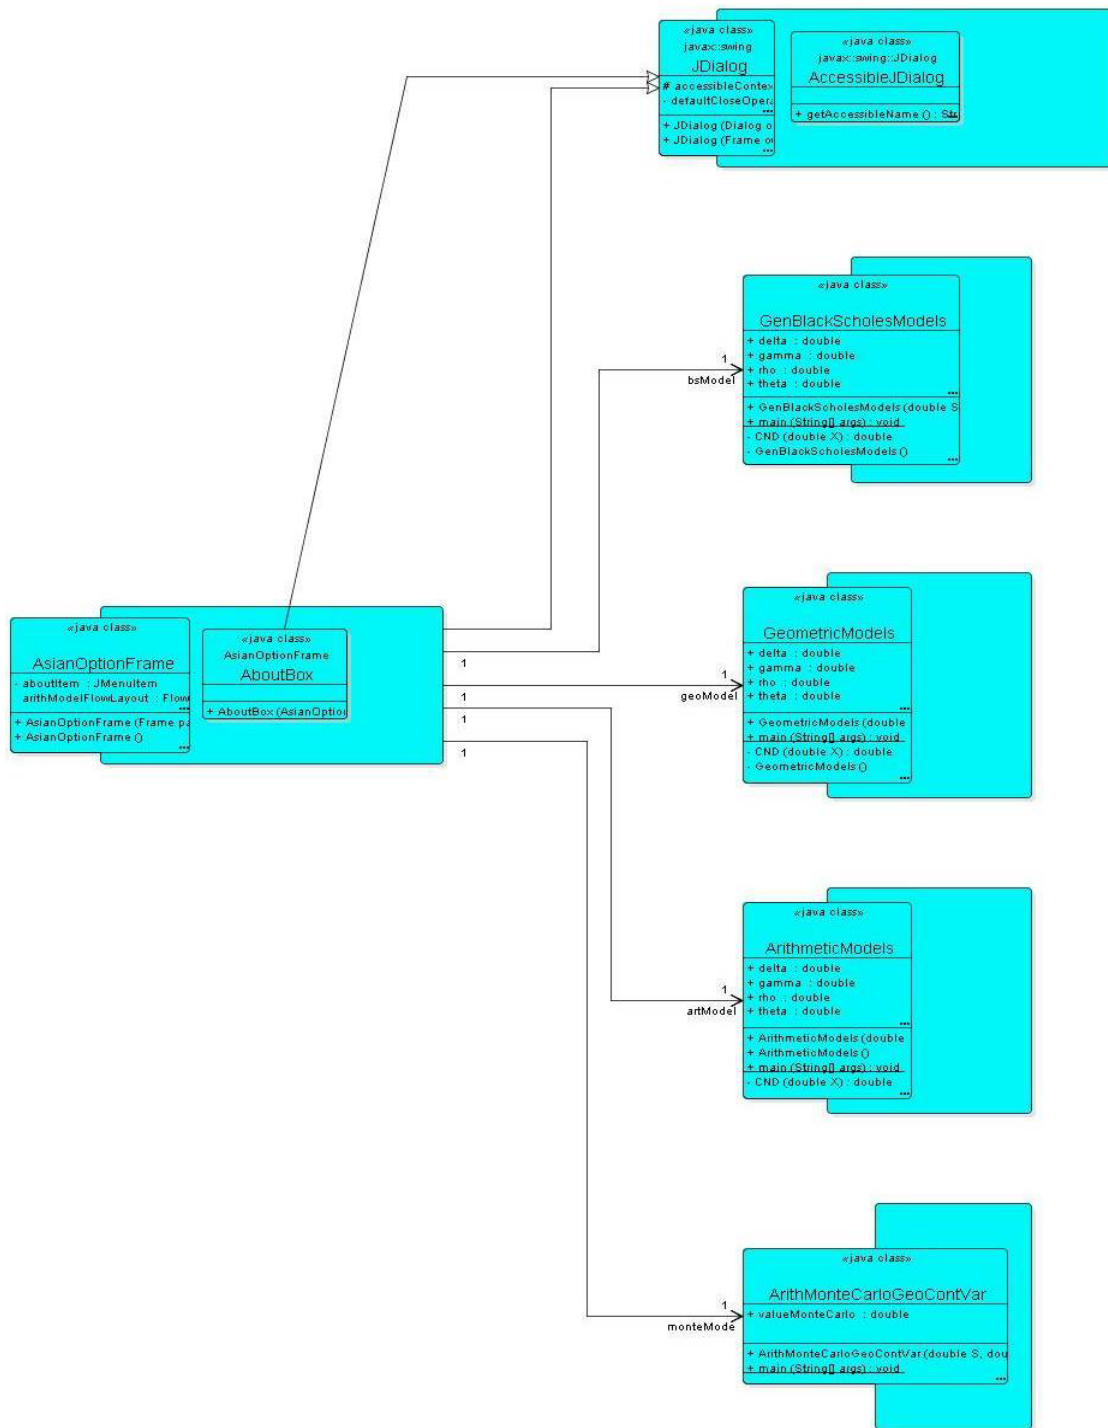 «java class»
javax::swing
JDialog
# accessibleContex
- defaultCloseOpera
...
+ JDialog (Dialog o
+ JDialog (Frame o
...
«java class»
javax::swing::JDialog
AccessibleJDialog
+ getAccessibleName () : Str
...
«java class»
GenBlackScholesModels
+ delta : double
+ gamma : double
+ rho : double
+ theta : double
...
+ GenBlackScholesModels (double S
+ main (String[] args) : void
- CND (double X) : double
- GenBlackScholesModels ()
...
1
bsModel
«java class»
AsianOptionFrame
- aboutItem : JMenuItem
arithModelFlowLayout : Flow
...
+ AsianOptionFrame (Frame pa
+ AsianOptionFrame ()
...
«java class»
AsianOptionFrame
AboutBox
+ AboutBox (AsianOption
1
1
1
1
«java class»
GeometricModels
+ delta : double
+ gamma : double
+ rho : double
+ theta : double
...
+ GeometricModels (double
+ main (String[] args) : void
- CND (double X) : double
- GeometricModels ()
...
1
geoModel
«java class»
ArithmeticModels
+ delta : double
+ gamma : double
+ rho : double
+ theta : double
...
+ ArithmeticModels (double
+ ArithmeticModels ()
+ main (String[] args) : void
- CND (double X) : double
...
1
artModel
«java class»
ArithMonteCarloGeoContVar
+ valueMonteCarlo : double
+ ArithMonteCarloGeoContVar (double S, dou
+ main (String[] args) : void
...
1
monteMode